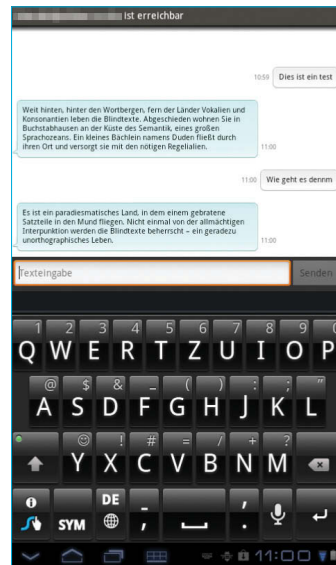 ist erreichbar
10:59 Dies ist ein test
Weit hinten, hinter den Wortbergen, fern der Länder Vokalien und
Konsonantien leben die Blindtexte. Abgeschieden wohnen Sie in
Buchstabhausen an der Küste des Semantik, eines großen
Sprachozeans. Ein kleines Bächlein namens Duden fließt durch
ihren Ort und versorgt sie mit den nötigen Regelialien. 11:00
11:00 Wie geht es dennm
Es ist ein paradiesmatisches Land, in dem einem gebratene
Satzteile in den Mund fliegen. Nicht einmal von der allmächtigen
Interpunktion werden die Blindtexte beherrscht – ein geradezu
unorthographisches Leben. 11:00
Texteingabe Senden
1 2 3 4 5 6 7 8 9 0
Q W E R T Z U I O P
@ $ & _ ( ) : ; "
A S D F G H J K L
! # = / + ?
Y X C V B N M
DE - !
SYM , .
11:00